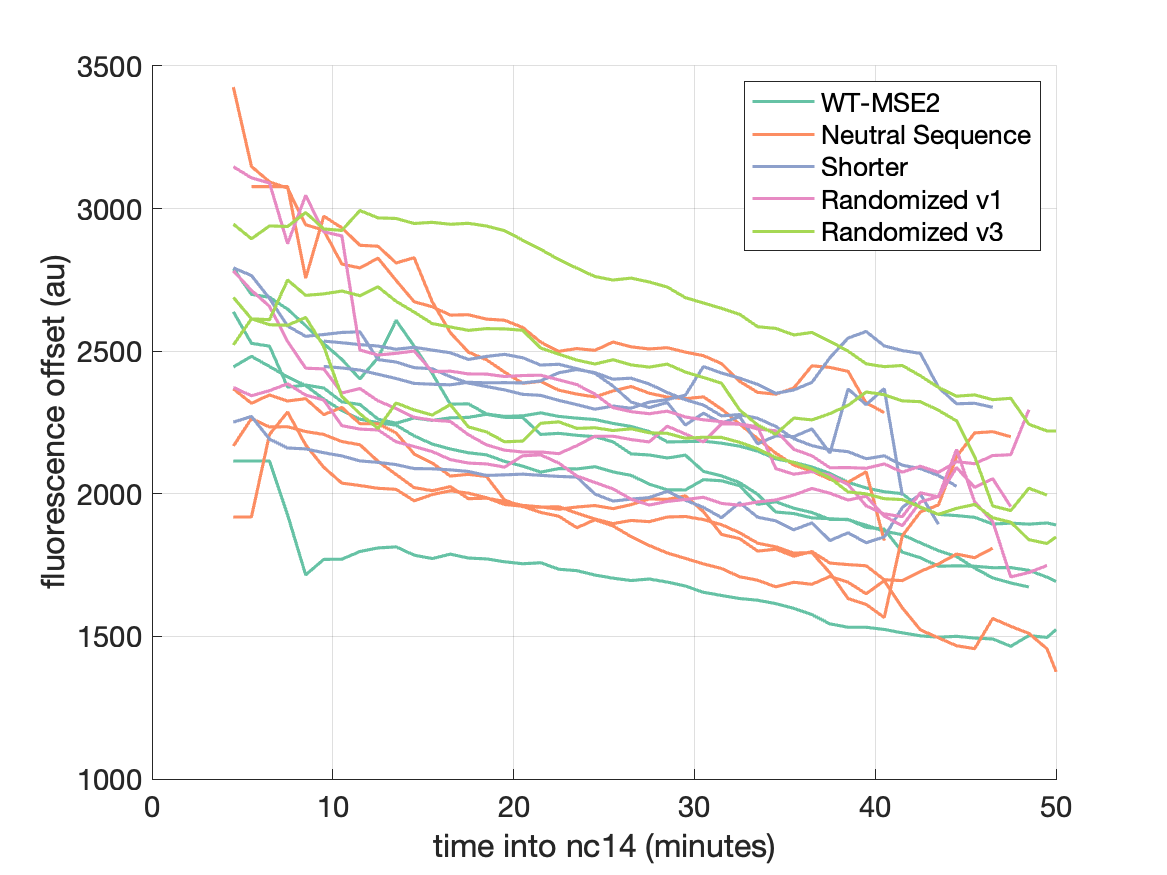 3500
3000
2500
2000
1500
1000
fluorescence offset (au)
WT-MSE2
Neutral Sequence
Shorter
Randomized v1
Randomized v3
0
10
20
30
40
50
time into nc14 (minutes)